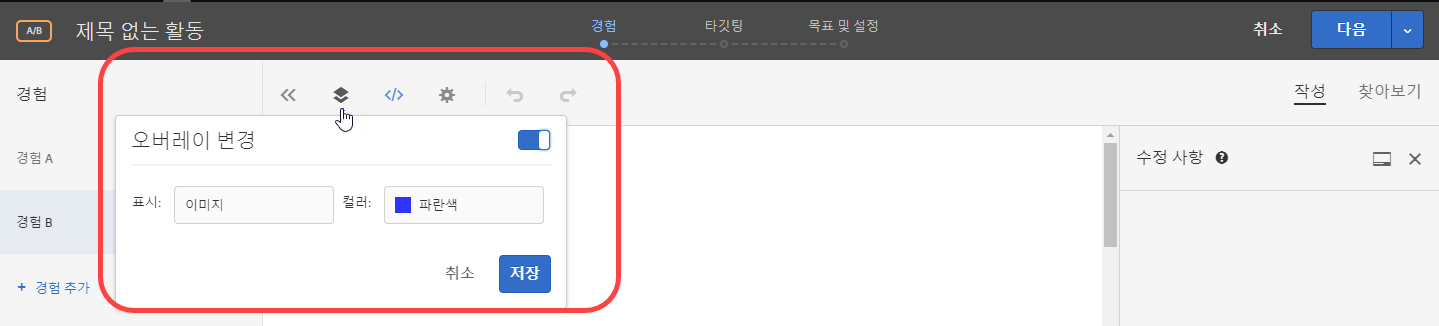 A/B
제목 없는 활동
경험
타깃팅
목표 및 설정
취소
다음
경험
</>
작성
찾아보기
오버레이 변경
수정 사항 ?
경험 A
표시: 이미지 컬러: 파란색
경험 B
취소
저장
+ 경험 추가